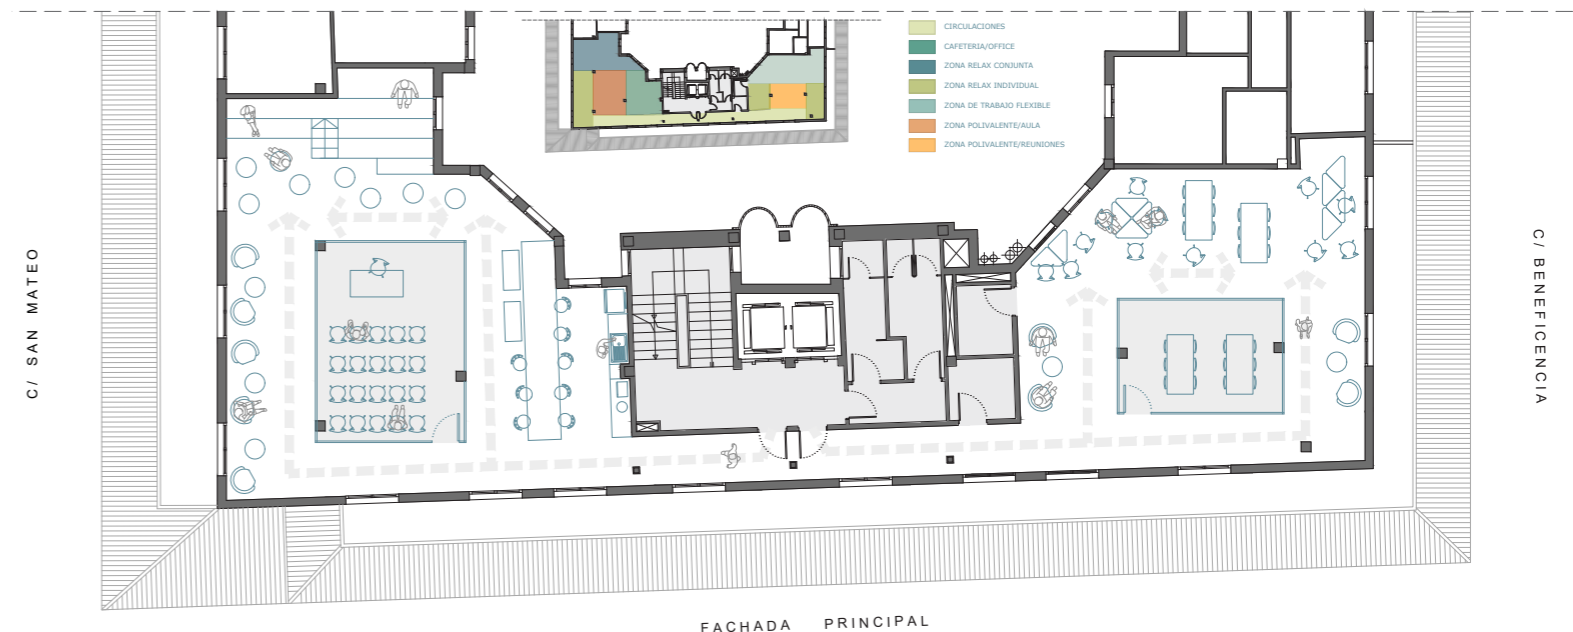 CIRCULACIONES
CAFETERIA/OFFICE
ZONA RELAX CONJUNTA
ZONA RELAX INDIVIDUAL
ZONA DE TRABAJO FLEXIBLE
ZONA POLIVALENTE/AULA
ZONA POLIVALENTE/REUNIONES
C/ SAN MATEO
C/ BENEFICENCIA
FACHADA PRINCIPAL